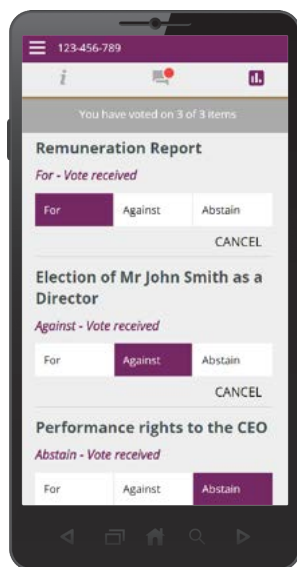 123-456-789
i
You have voted on 3 of 3 items
Remuneration Report
For - Vote received
For Against Abstain
CANCEL
Election of Mr John Smith as a
Director
Against - Vote received
For Against Abstain
CANCEL
Performance rights to the CEO
Abstain - Vote received
For Against Abstain